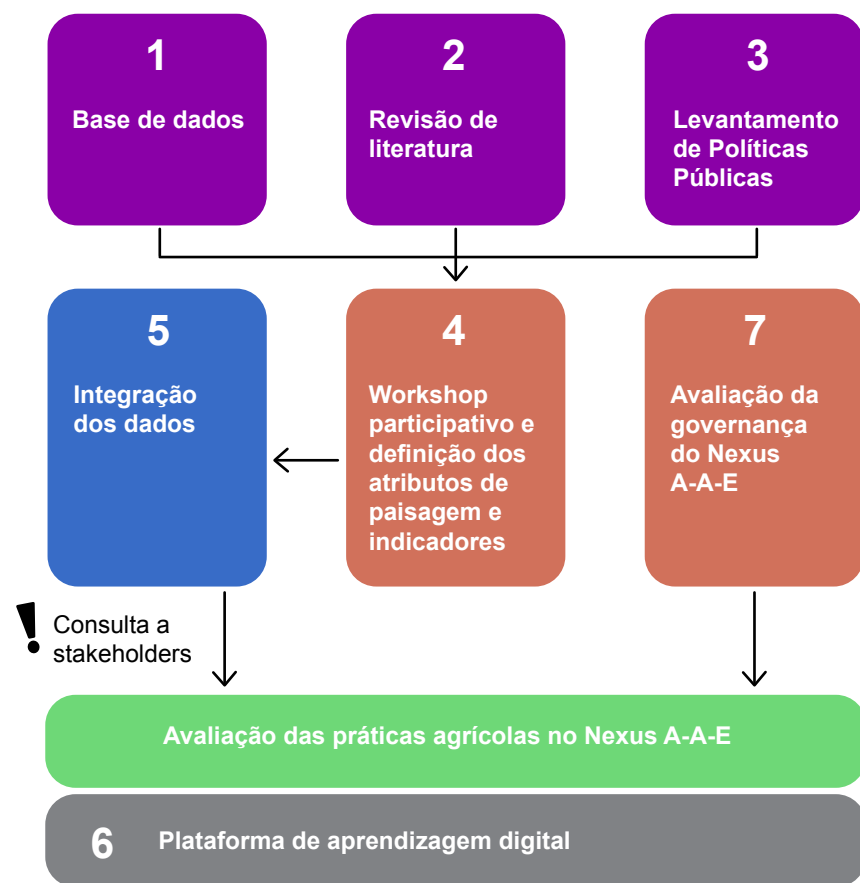 1
Base de dados
2
Revisão de
literatura
3
Levantamento
de Políticas
Públicas
5
Integração
dos dados
4
Workshop
participativo e
definição dos
atributos de
paisagem e
indicadores
7
Avaliação da
governança
do Nexus
A-A-E
! Consulta a
stakeholders
Avaliação das práticas agrícolas no Nexus A-A-E
6 Plataforma de aprendizagem digital